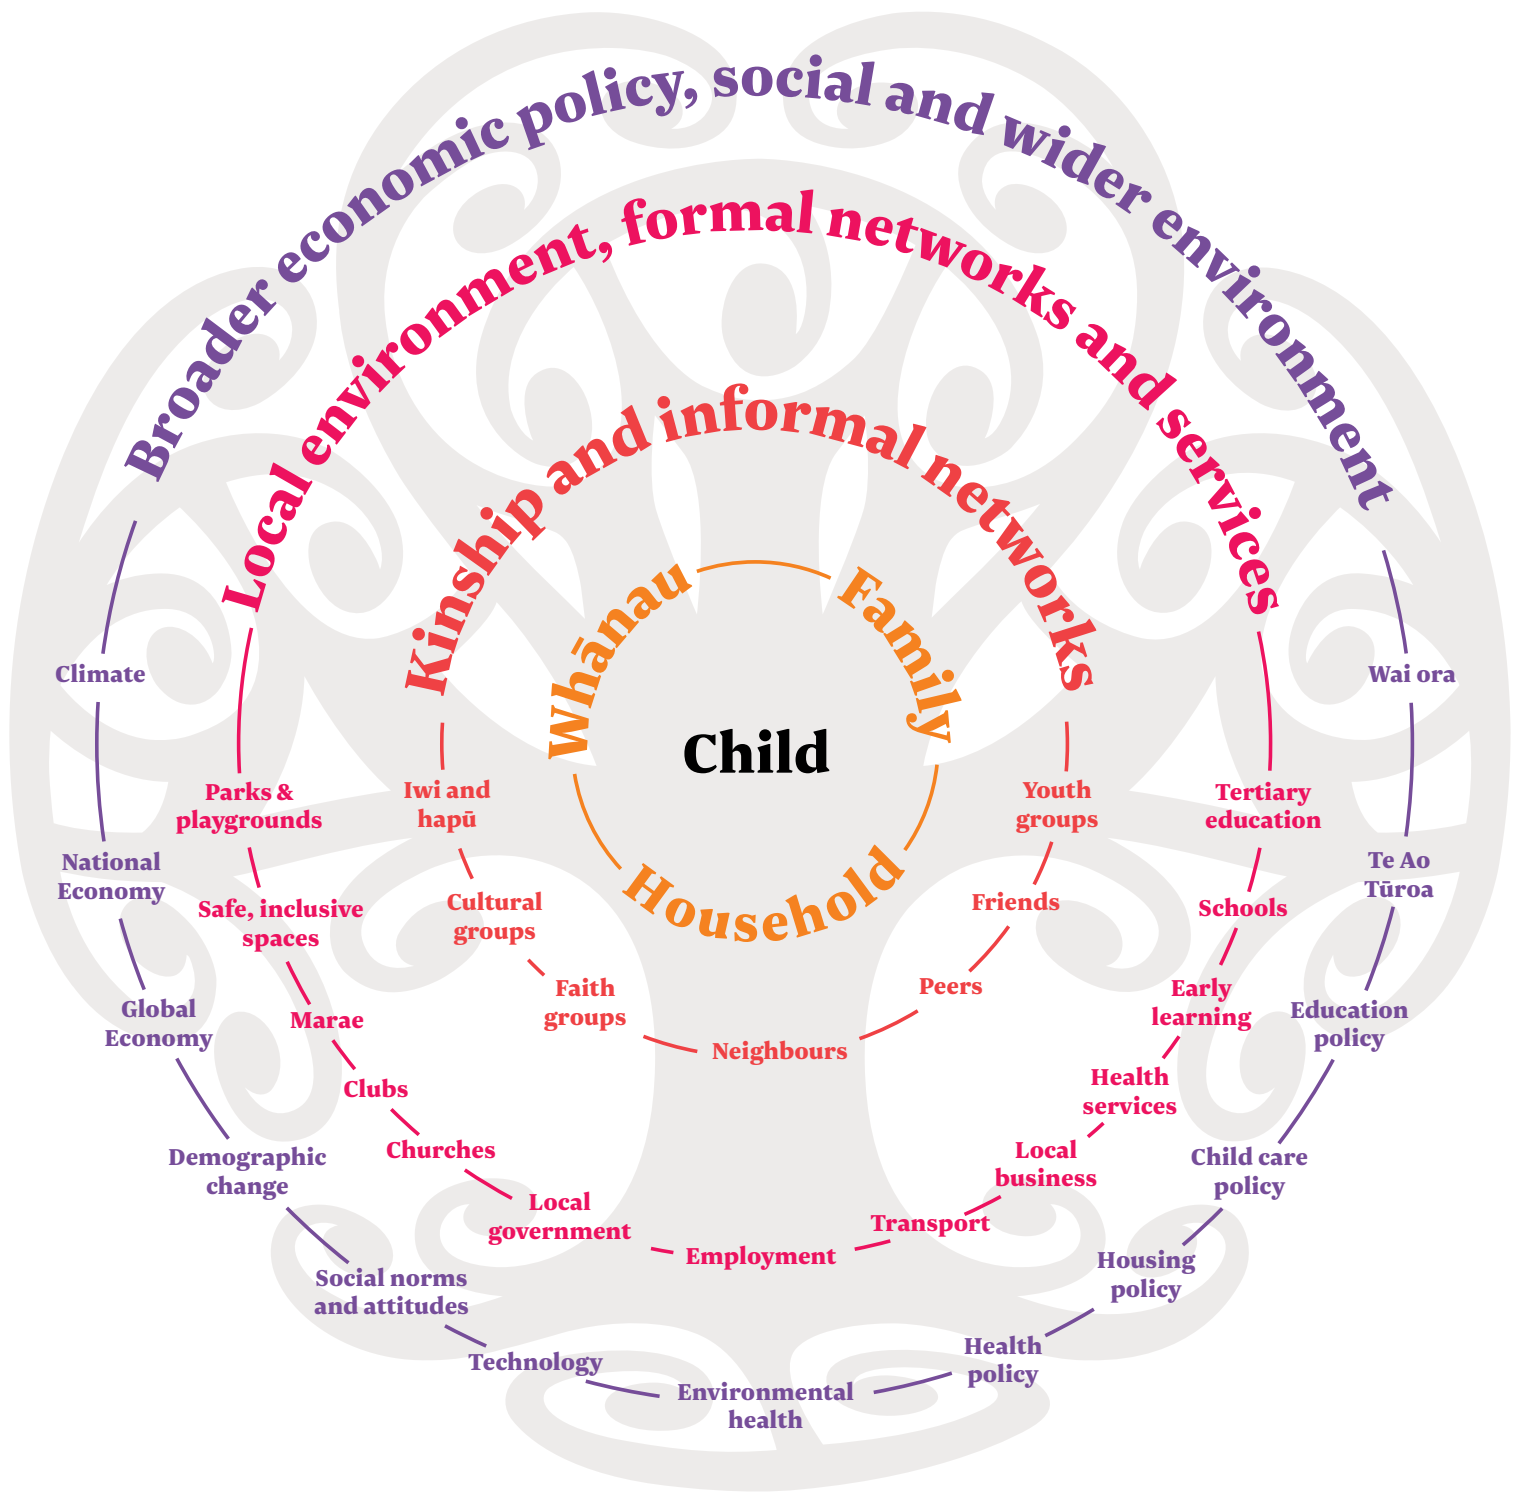 Broader economic policy, social and wider environment
Local environment, formal networks and services
Kinship and informal networks
Whānau
Family
Household
Child
Iwi and
hapū
Cultural
groups
Faith
groups
Neighbours
Peers
Friends
Youth
groups
Parks &
playgrounds
Safe, inclusive
spaces
Marae
Clubs
Churches
Local
government
Employment
Transport
Local
business
Health
services
Early
learning
Schools
Tertiary
education
Climate
National
Economy
Global
Economy
Demographic
change
Social norms
and attitudes
Technology
Environmental
health
Health
policy
Housing
policy
Child care
policy
Education
policy
Te Ao
Tūroa
Wai ora